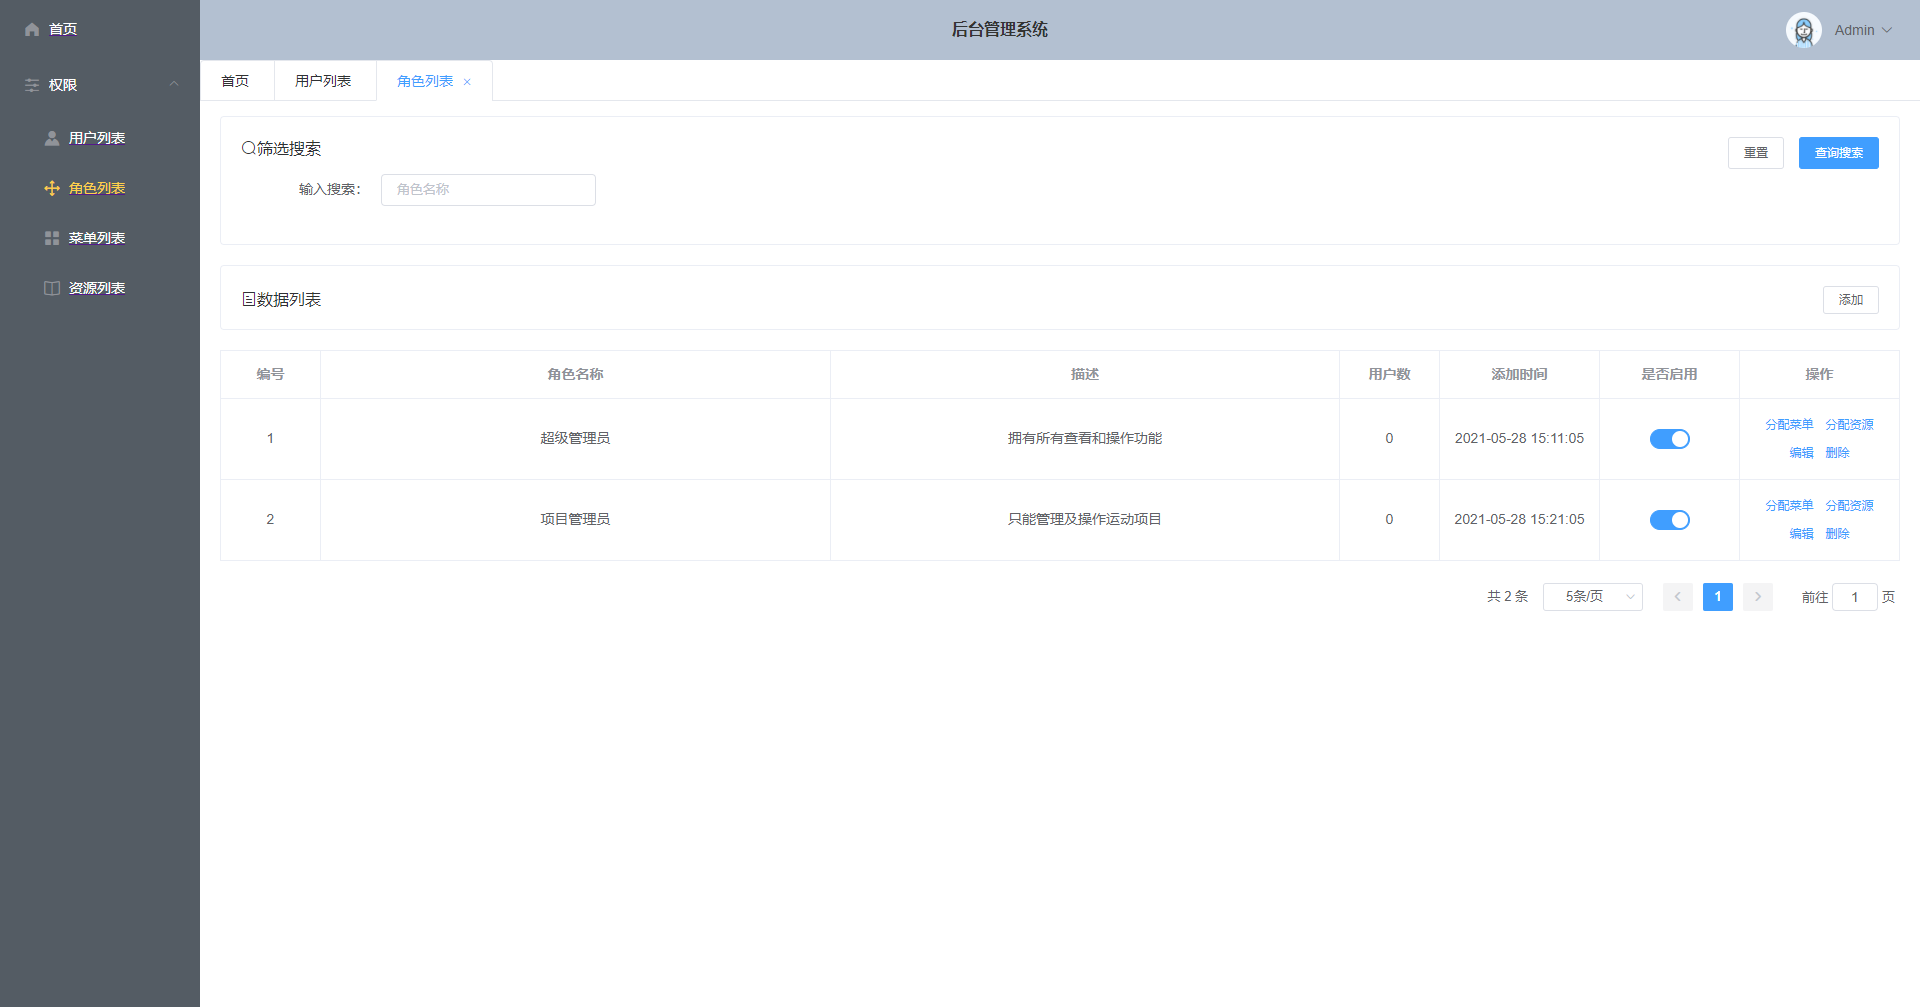 首页
权限
用户列表
角色列表
菜单列表
资源列表
后台管理系统
Admin
首页 用户列表 角色列表
筛选搜索
重置 查询搜索
输入搜索： 角色名称
数据列表
添加
编号 角色名称 描述 用户数 添加时间 是否启用 操作
1 超级管理员 拥有所有查看和操作功能 0 2021-05-28 15:11:05 分配菜单 分配资源
编辑 删除
2 项目管理员 只能管理及操作运动项目 0 2021-05-28 15:21:05 分配菜单 分配资源
编辑 删除
共 2 条 5条/页 1 前往 1 页